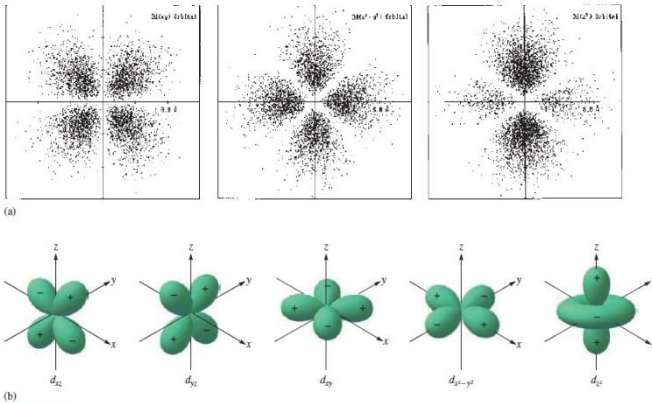 3d(xy) Orbital
3d(x² - y²) Orbital
3d(z²) Orbital
(a)
z z z z z
y y y y y
- + - + - + - + -
+ + + - - + +
x x x x x
d_xz d_yz d_xy d_x²-y² d_z²
(b)